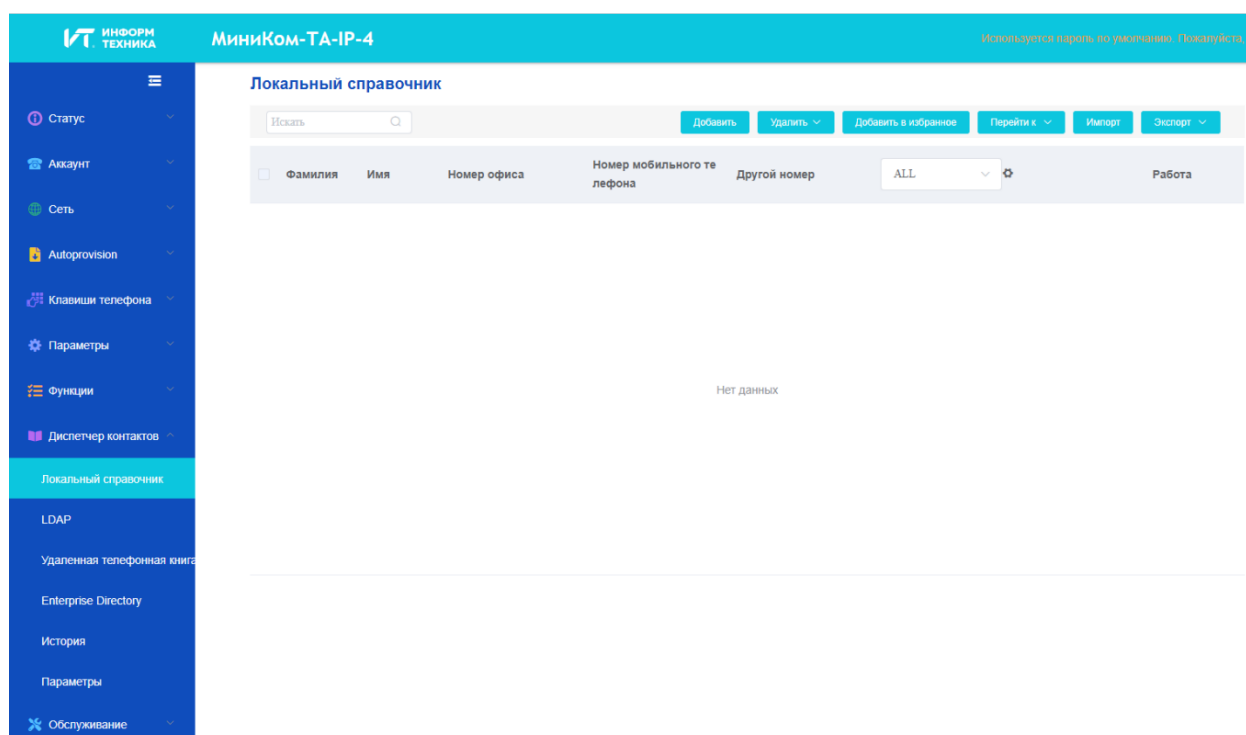 ИНФОРМ
ТЕХНИКА
МиниКом-ТА-IP-4
Используется пароль по умолчанию. Пожалуйста,
Локальный справочник
Статус
Искать
Добавить
Удалить
Добавить в избранное
Перейти к
Импорт
Экспорт
Аккаунт
Фамилия
Имя
Номер офиса
Номер мобильного те
лефона
Другой номер
ALL
Работа
Сеть
Autoprovision
Клавиши телефона
Параметры
Функции
Нет данных
Диспетчер контактов
Локальный справочник
LDAP
Удаленная телефонная книга
Enterprise Directory
История
Параметры
Обслуживание